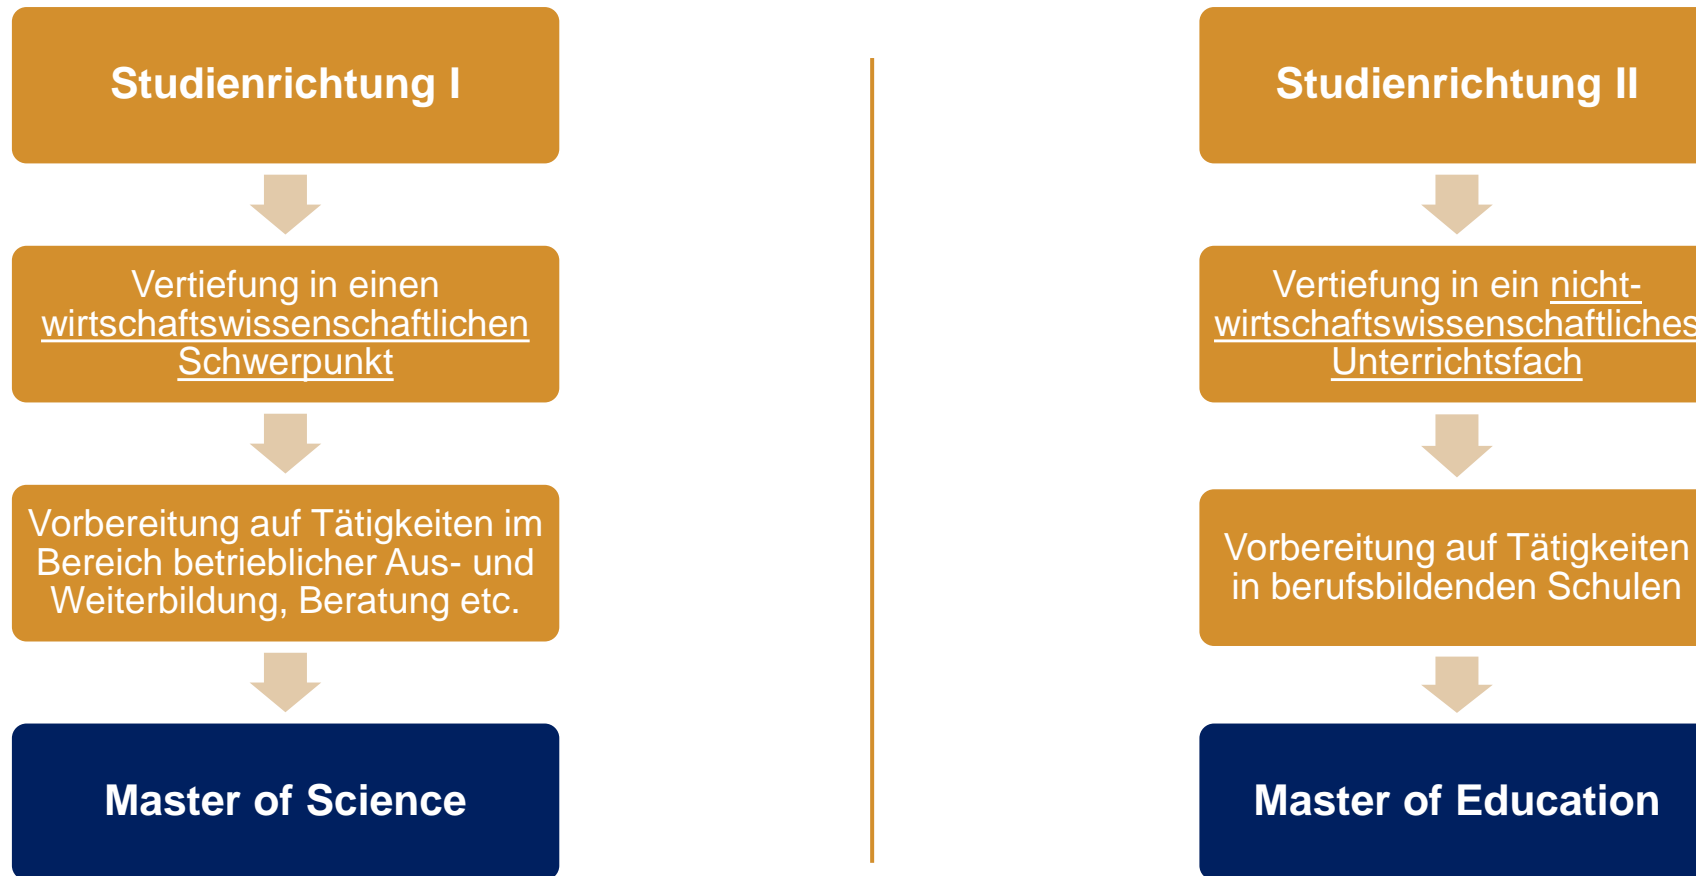 Studienrichtung I
Vertiefung in einen
wirtschaftswissenschaftlichen
Schwerpunkt
Vorbereitung auf Tätigkeiten im
Bereich betrieblicher Aus- und
Weiterbildung, Beratung etc.
Master of Science
Studienrichtung II
Vertiefung in ein nicht-
wirtschaftswissenschaftliches
Unterrichtsfach
Vorbereitung auf Tätigkeiten
in berufsbildenden Schulen
Master of Education